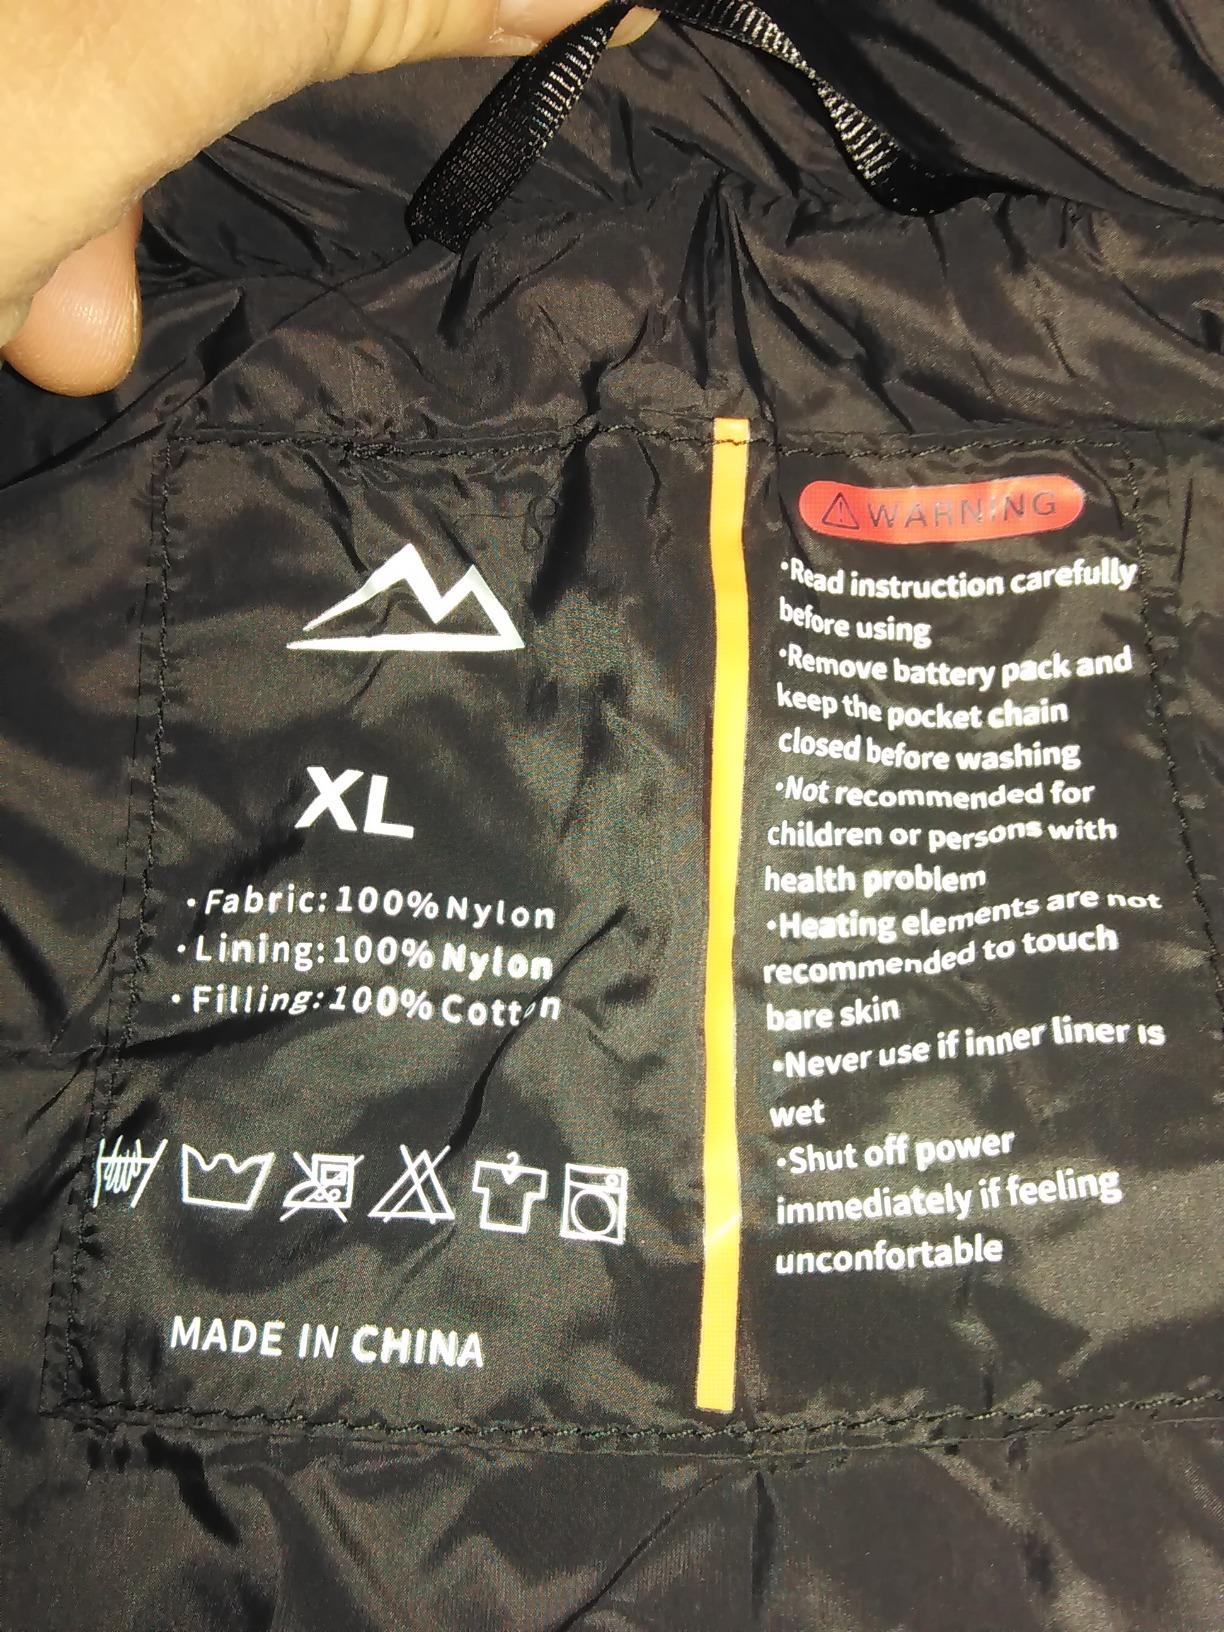 XL
·Fabric: 100% Nylon
·Lining: 100% Nylon
·Filling: 100% Cotton
MADE IN CHINA
WARNING
·Read instruction carefully
before using
·Remove battery pack and
keep the pocket chain
closed before washing
·Not recommended for
children or persons with
health problem
·Heating elements are not
recommended to touch
bare skin
·Never use if inner liner is
wet
·Shut off power
immediately if feeling
unconfortable